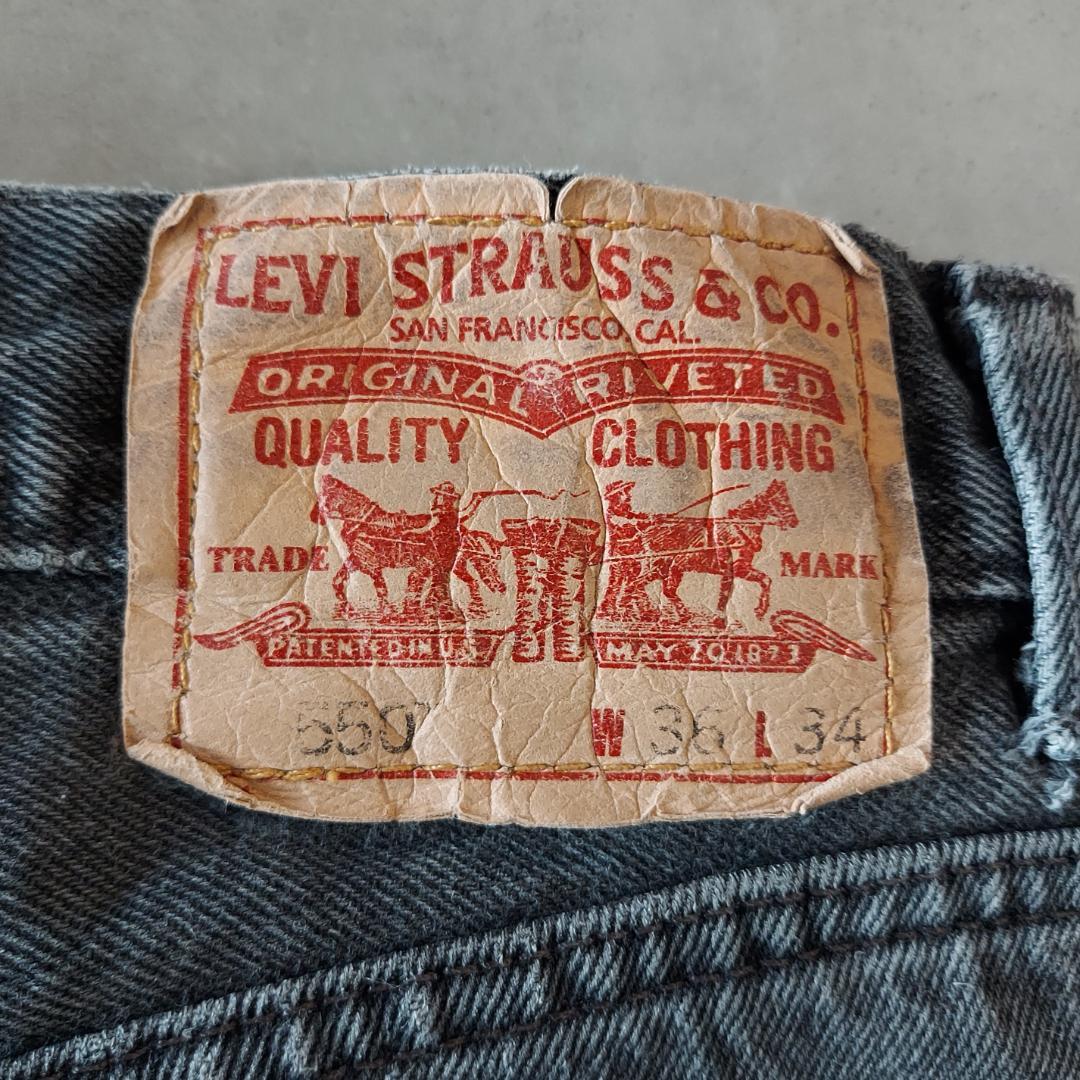 LEVI STRAUSS & CO.
SAN FRANCISCO, CAL.
ORIGINAL RIVETED
QUALITY CLOTHING
TRADE MARK
PATENTED IN U.S. MAY 20 1873
550 W 36 L 34